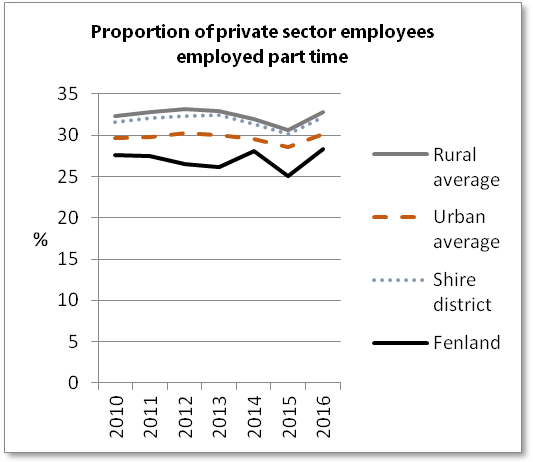 Proportion of private sector employees
employed part time
35
30
25
20
15
10
5
0
%
2010
2011
2012
2013
2014
2015
2016
Rural
average
Urban
average
Shire
district
Fenland